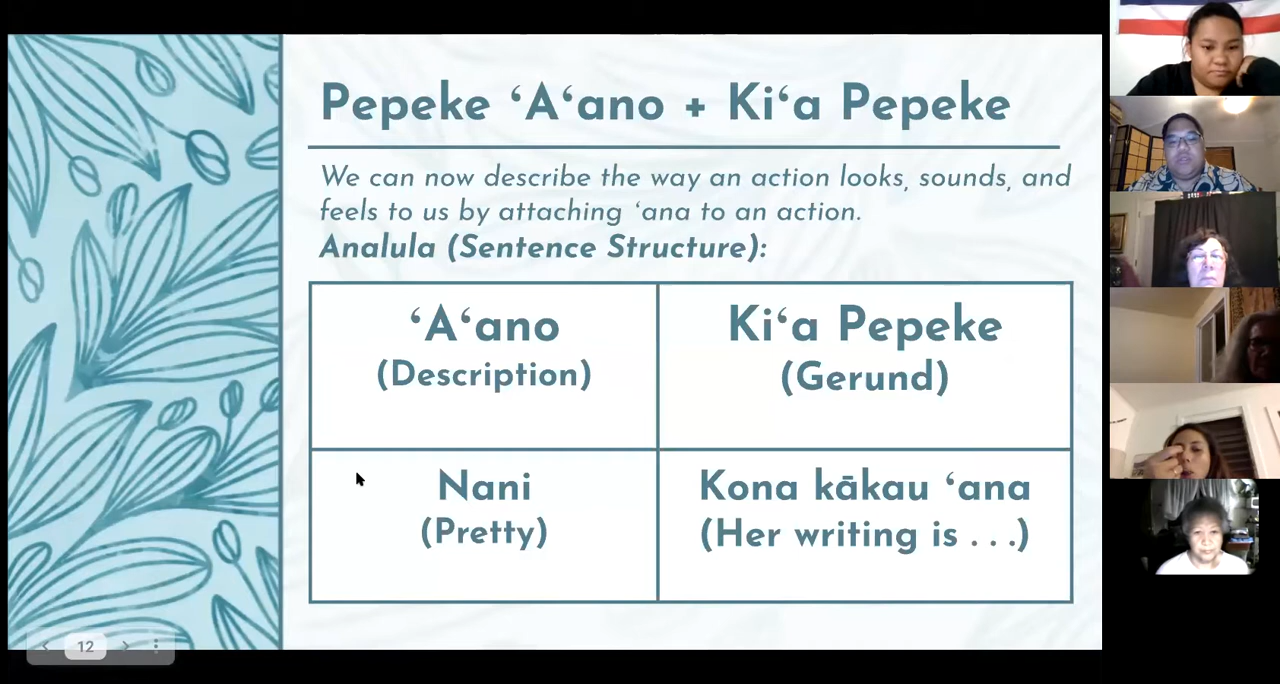 Pepeke ʻAʻano + Kiʻa Pepeke
We can now describe the way an action looks, sounds, and
feels to us by attaching ʻana to an action.
Analula (Sentence Structure):
ʻAʻano
(Description)
Kiʻa Pepeke
(Gerund)
Nani
(Pretty)
Kona kākau ʻana
(Her writing is . . .)
12